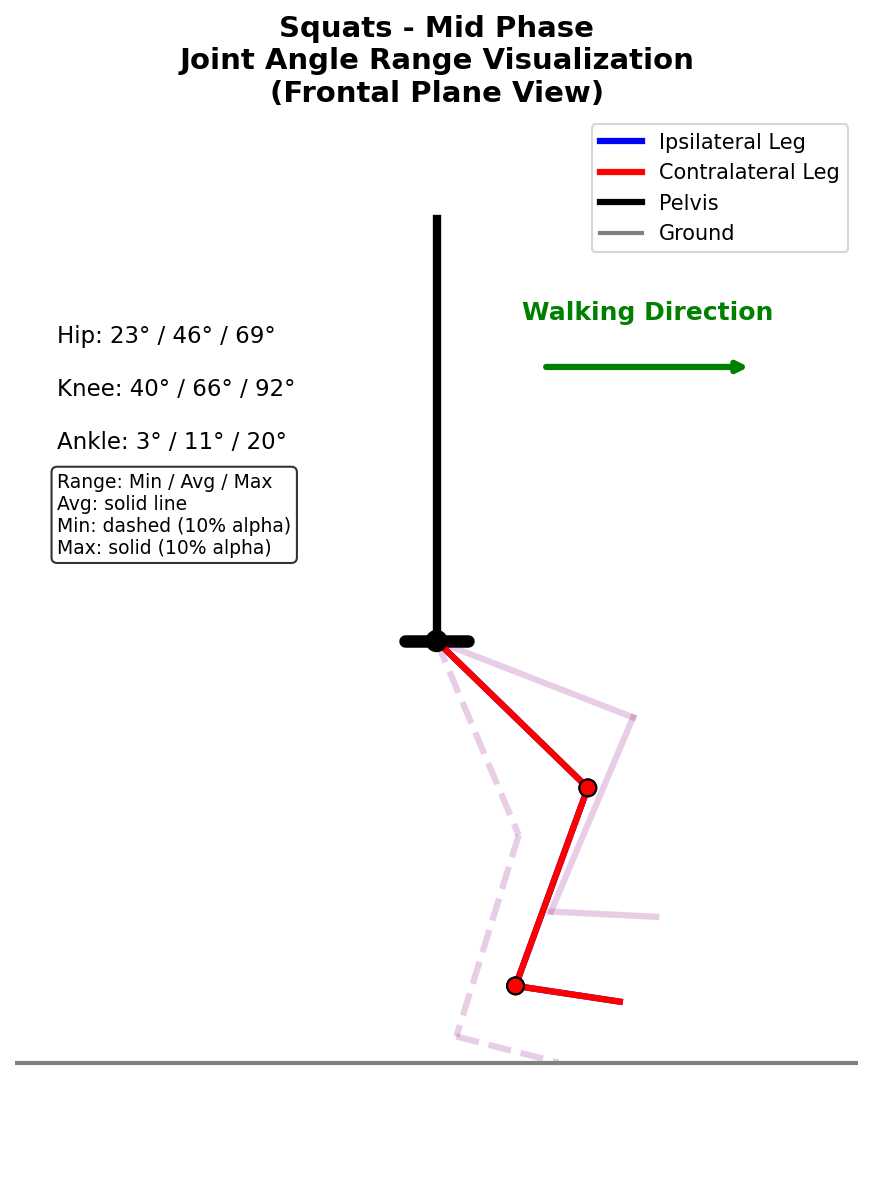 Squats - Mid Phase
Joint Angle Range Visualization
(Frontal Plane View)
Ipsilateral Leg
Contralateral Leg
Pelvis
Ground
Walking Direction
Hip: 23° / 46° / 69°
Knee: 40° / 66° / 92°
Ankle: 3° / 11° / 20°
Range: Min / Avg / Max
Avg: solid line
Min: dashed (10% alpha)
Max: solid (10% alpha)